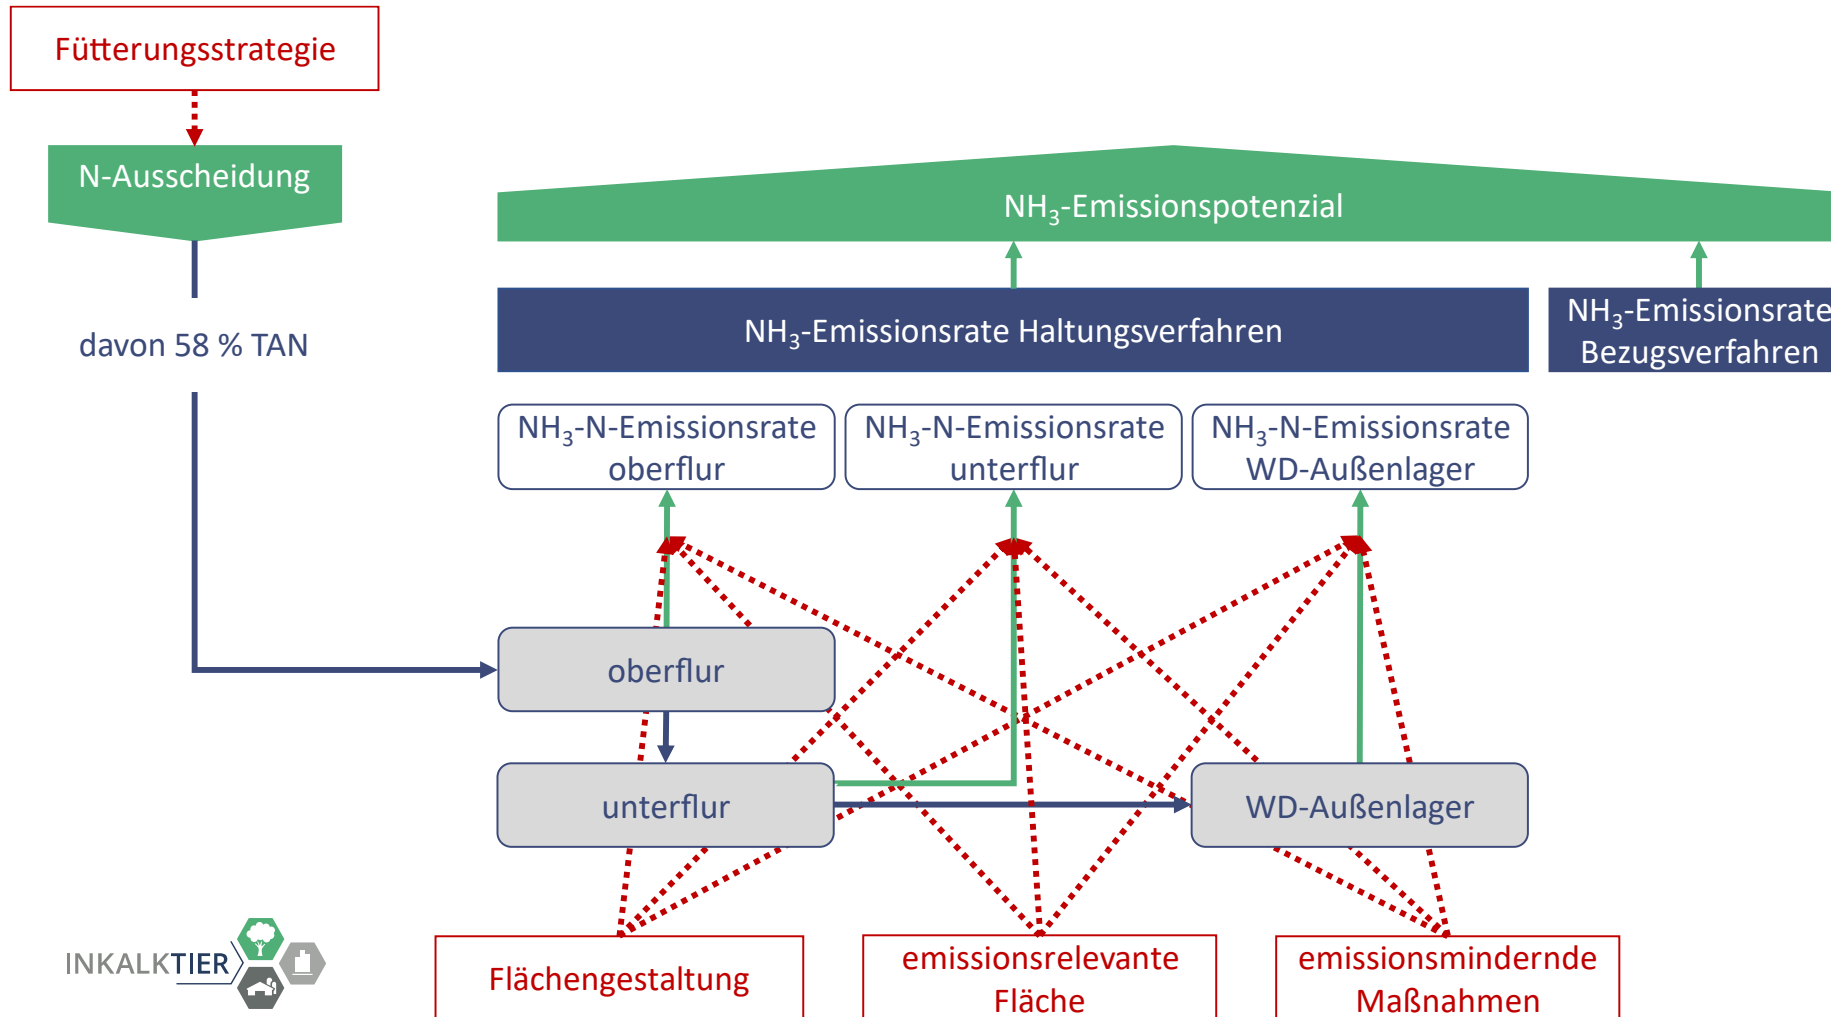 Fütterungsstrategie
N-Ausscheidung
davon 58 % TAN
NH₃-Emissionspotenzial
NH₃-Emissionsrate Haltungsverfahren
NH₃-Emissionsrate
Bezugsverfahren
NH₃-N-Emissionsrate
oberflur
NH₃-N-Emissionsrate
unterflur
NH₃-N-Emissionsrate
WD-Außenlager
oberflur
unterflur
WD-Außenlager
Flächengestaltung
emissionsrelevante
Fläche
emissionsmindernde
Maßnahmen
INKALKTIER